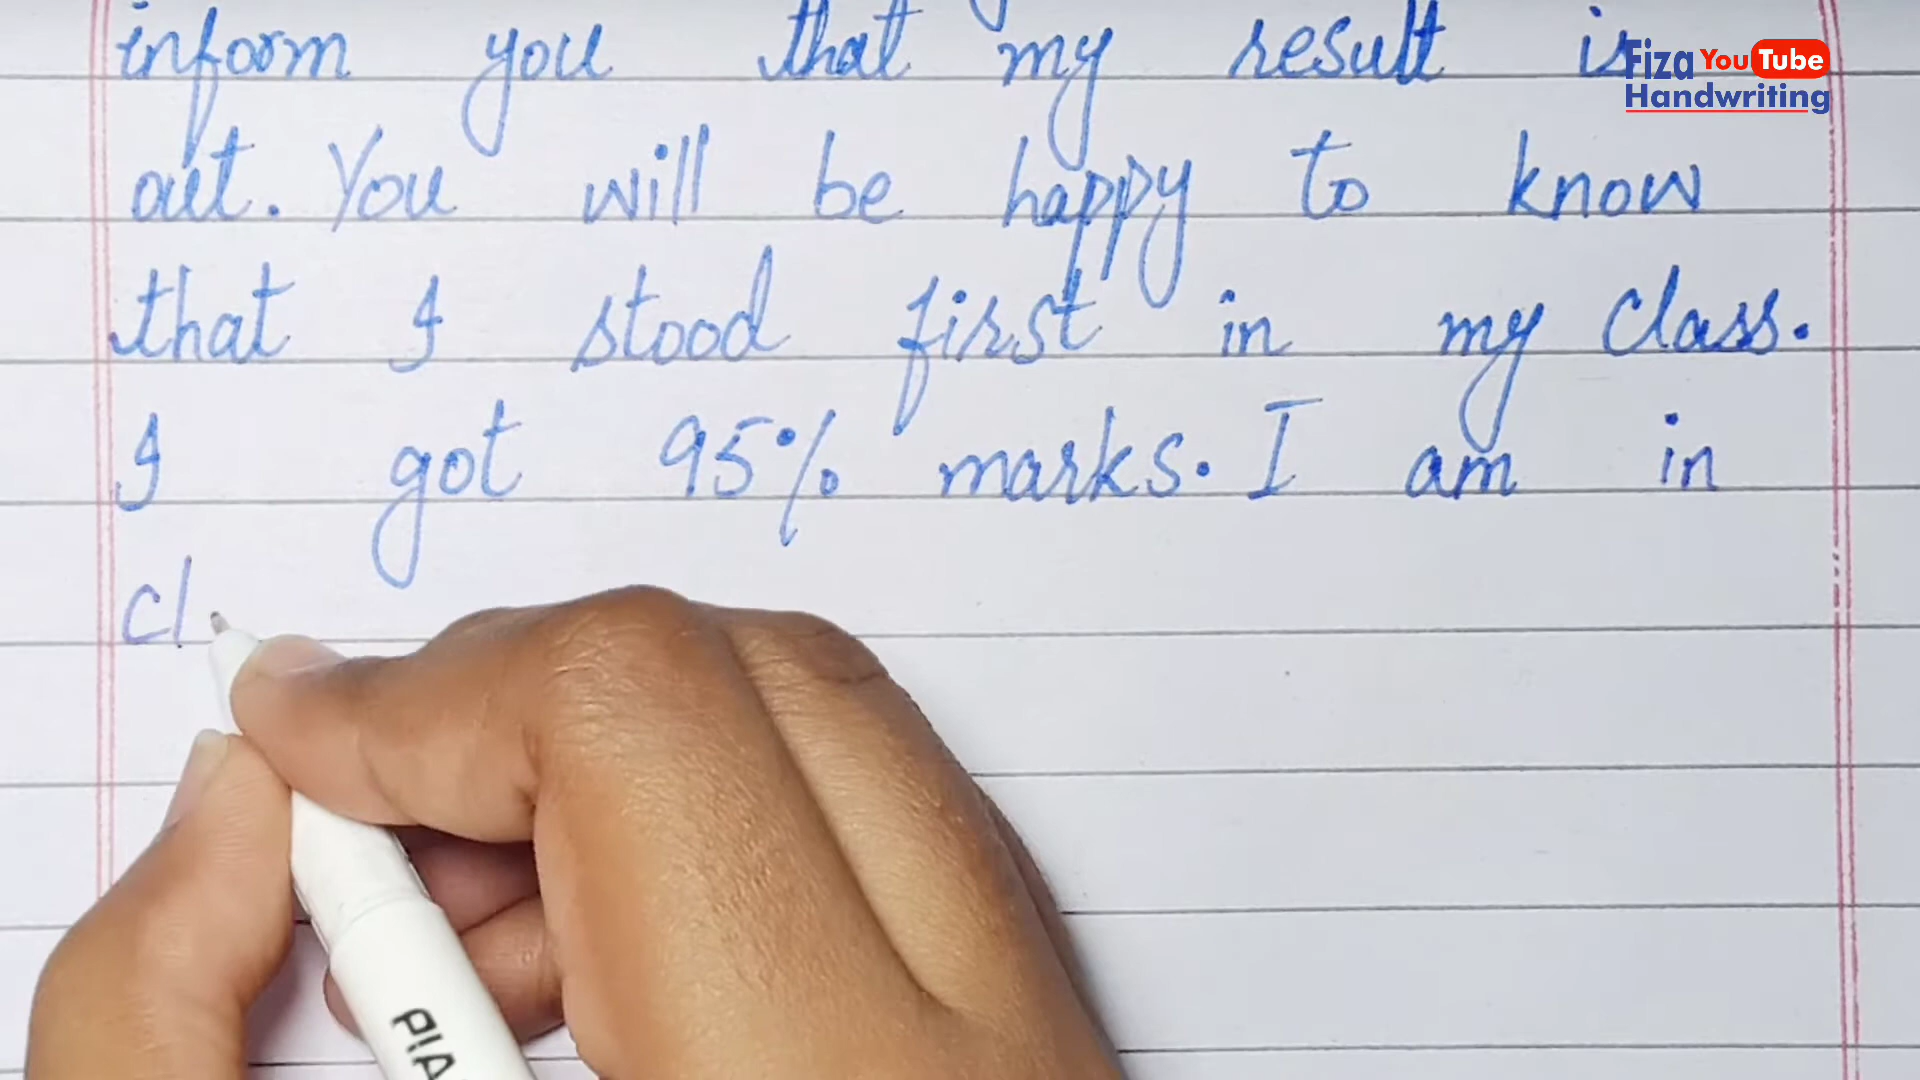 inform you that my result is
out. You will be happy to know
that I stood first in my class.
I got 95% marks. I am in
cl
Fiza YouTube
Handwriting
PIA